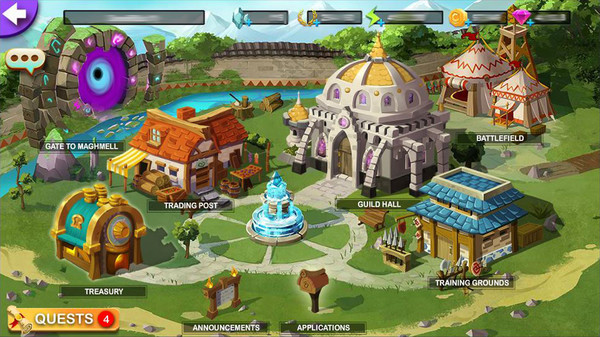 BATTLEFIELD
GATE TO MAGHMELL
TRADING POST
GUILD HALL
TRAINING GROUNDS
TREASURY
QUESTS 4
ANNOUNCEMENTS
APPLICATIONS